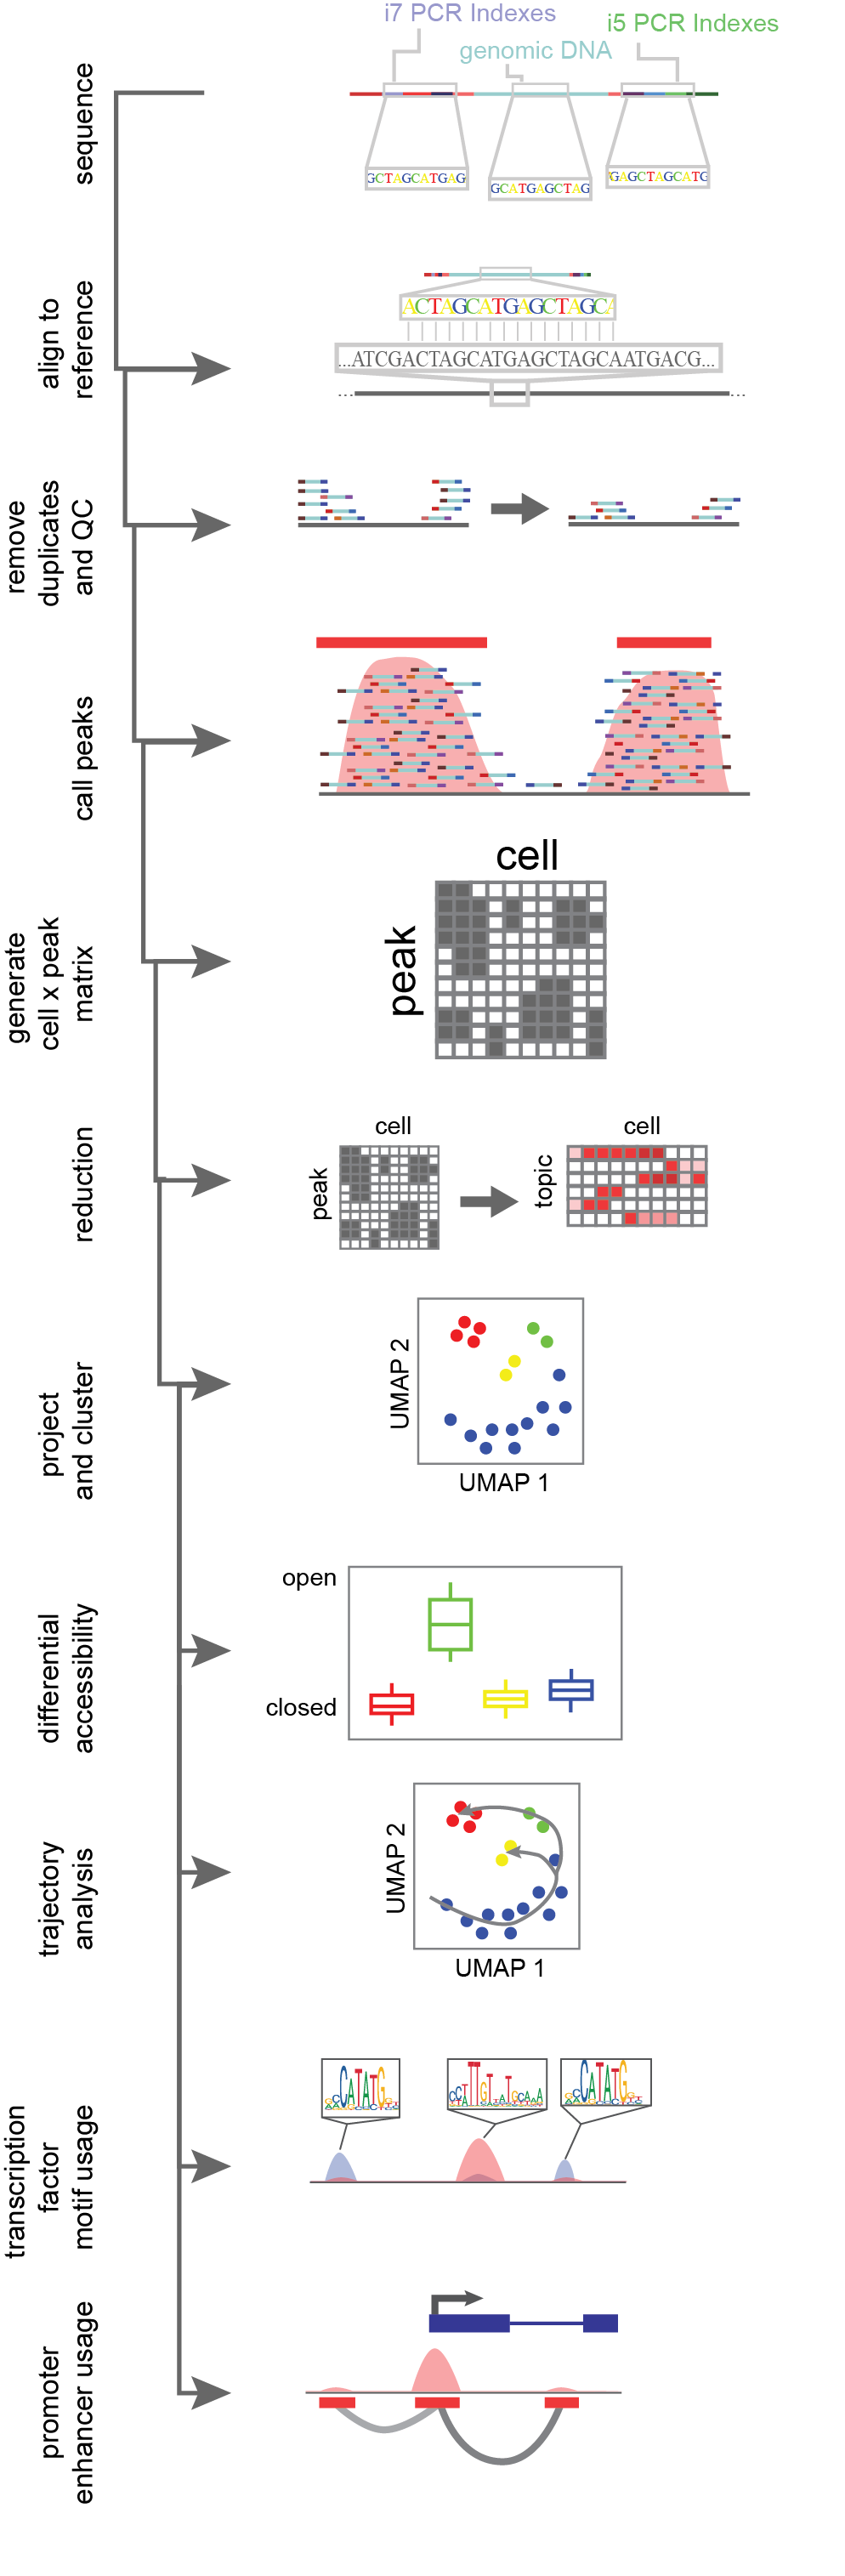 i7 PCR Indexes
i5 PCR Indexes
genomic DNA
sequence
GCTAGCATGAG
GCATGAGCTAG
GAGCTAGCATG
align to
reference
ACTAGCATGAGCTAGCA
...ATCGACTAGCATGAGCTAGCAATGACG...
remove
duplicates
and QC
call peaks
generate
cell x peak
matrix
cell
peak
reduction
cell
peak
cell
topic
project
and cluster
UMAP 2
UMAP 1
differential
accessibility
open
closed
trajectory
analysis
UMAP 2
UMAP 1
transcription
factor
motif usage
CATATG
CATATG
promoter
enhancer usage